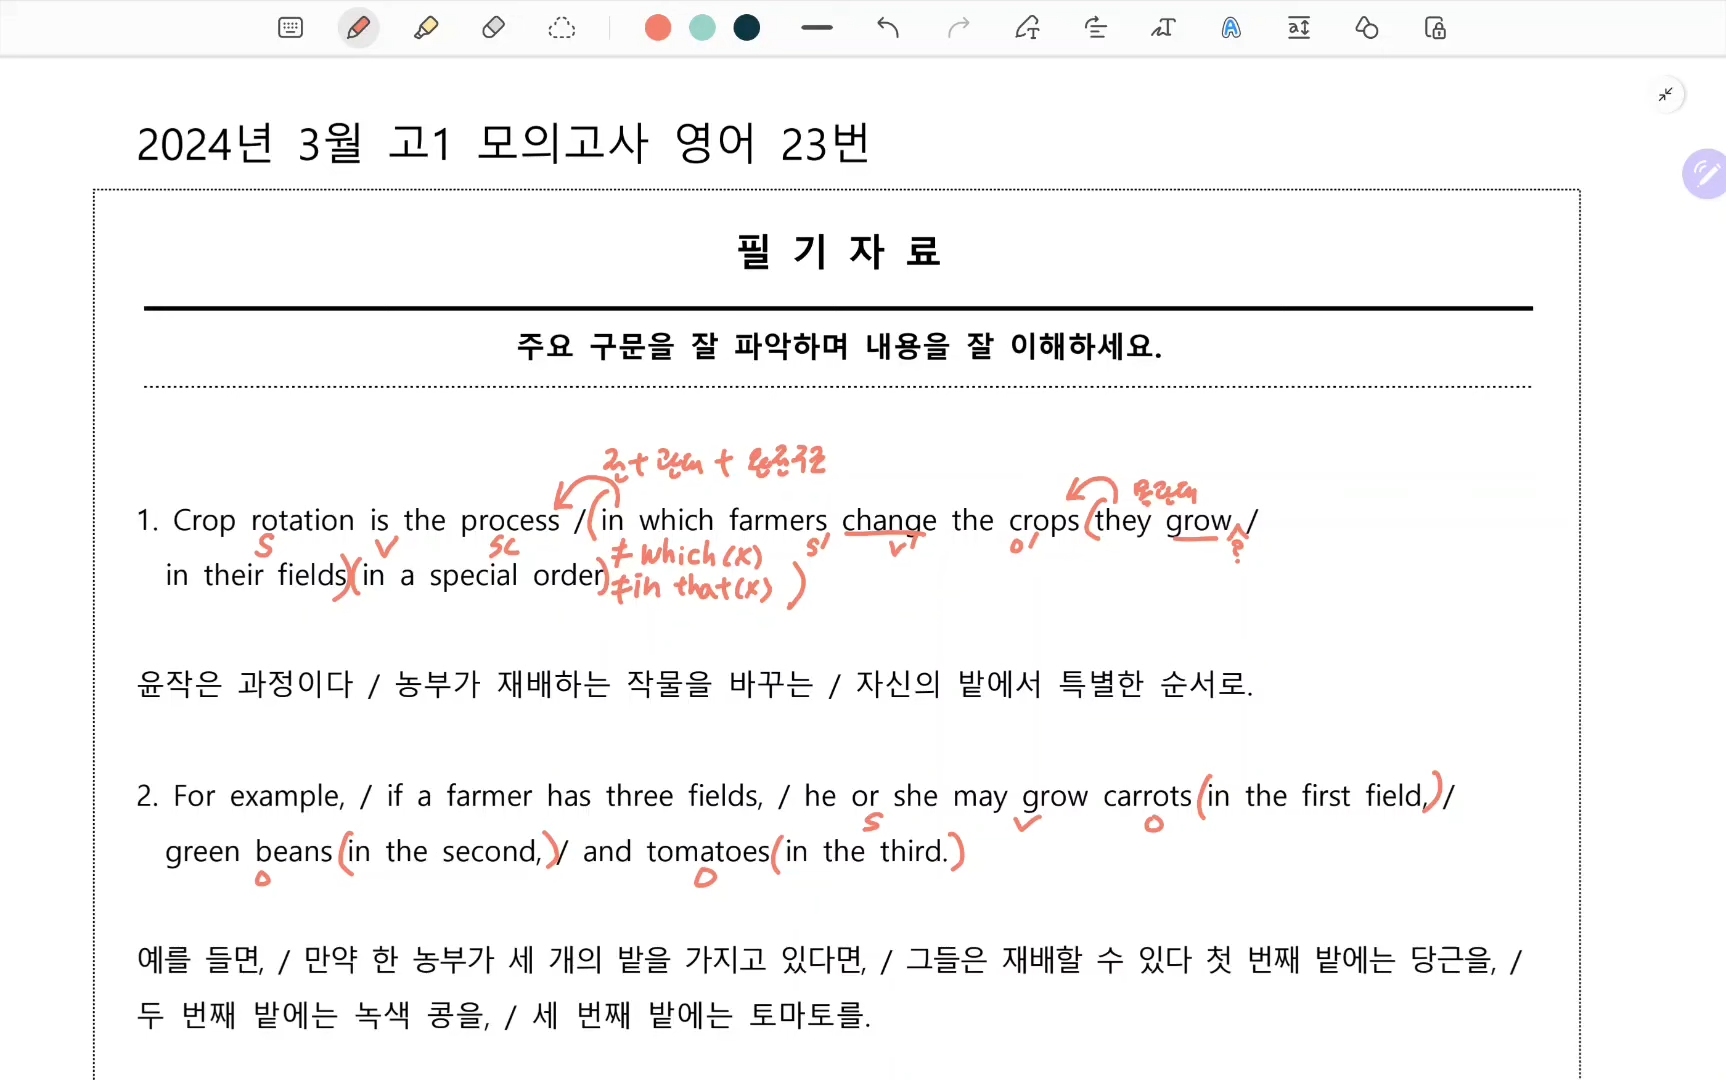 2024년 3월 고1 모의고사 영어 23번
필 기 자 료
주요 구문을 잘 파악하며 내용을 잘 이해하세요.
전+관대 + 완전구조
목관대
1. Crop rotation is the process / (in which farmers change the crops (they grow ^ /
S V SC ≠ which (x) S' V' O' ?
in their fields) (in a special order) ≠ in that (x) )
윤작은 과정이다 / 농부가 재배하는 작물을 바꾸는 / 자신의 밭에서 특별한 순서로.
2. For example, / if a farmer has three fields, / he or she may grow carrots (in the first field,) /
S V O
green beans (in the second,) / and tomatoes (in the third.)
O O
예를 들면, / 만약 한 농부가 세 개의 밭을 가지고 있다면, / 그들은 재배할 수 있다 첫 번째 밭에는 당근을, /
두 번째 밭에는 녹색 콩을, / 세 번째 밭에는 토마토를.